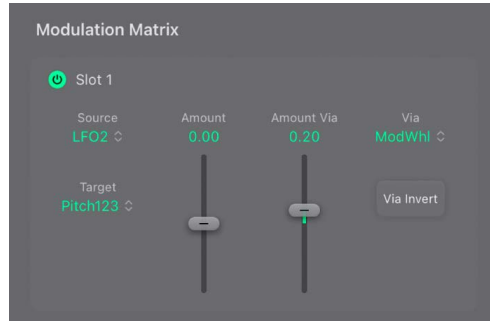 Modulation Matrix
Slot 1
Source Amount Amount Via Via
LFO2 0.00 0.20 ModWhl
Target
Pitch123
Via Invert